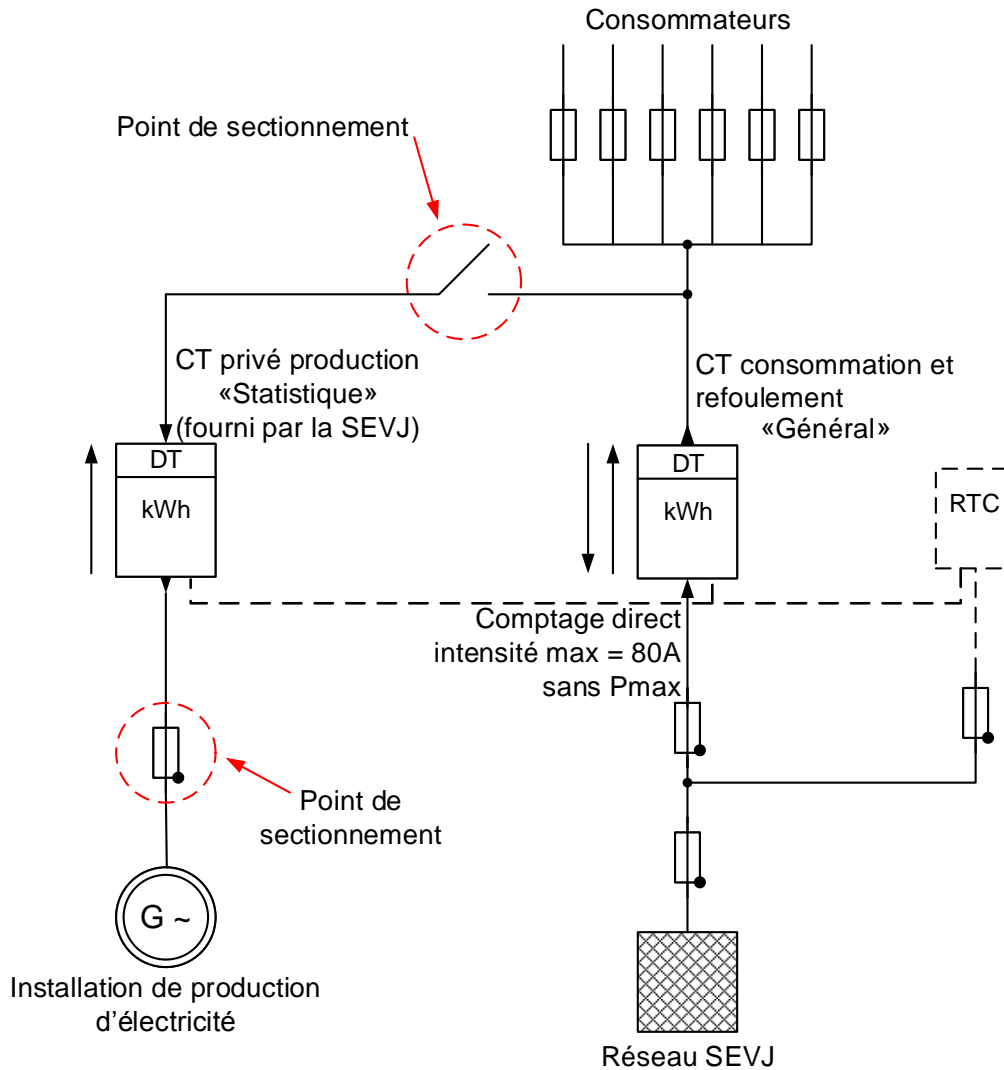 Consommateurs
Point de sectionnement
CT privé production
«Statistique»
(fourni par la SEVJ)
CT consommation et
refoulement
«Général»
DT
kWh
DT
kWh
RTC
Comptage direct
intensité max = 80A
sans Pmax
Point de
sectionnement
G ~
Installation de production
d'électricité
Réseau SEVJ